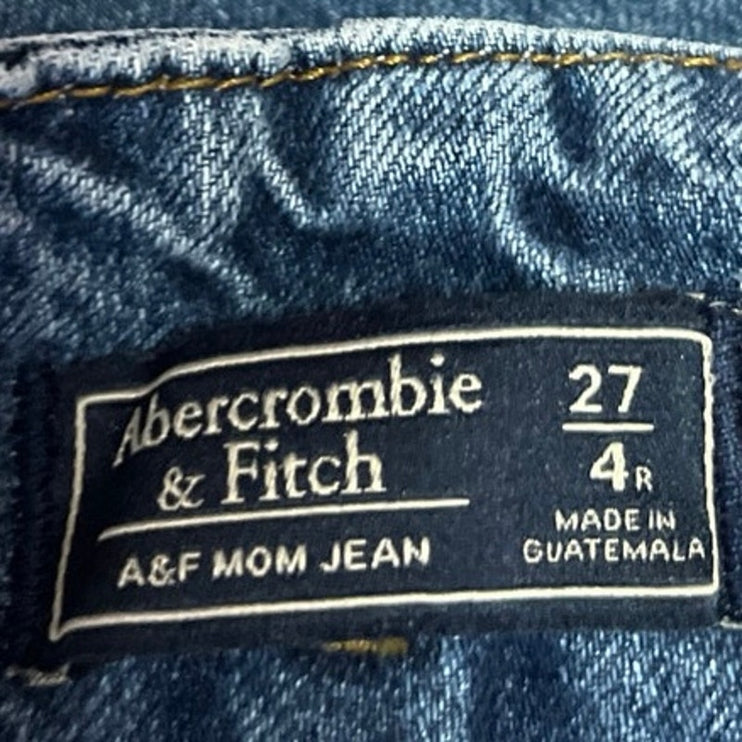 Abercrombie
& Fitch
A&F MOM JEAN
27
4R
MADE IN
GUATEMALA